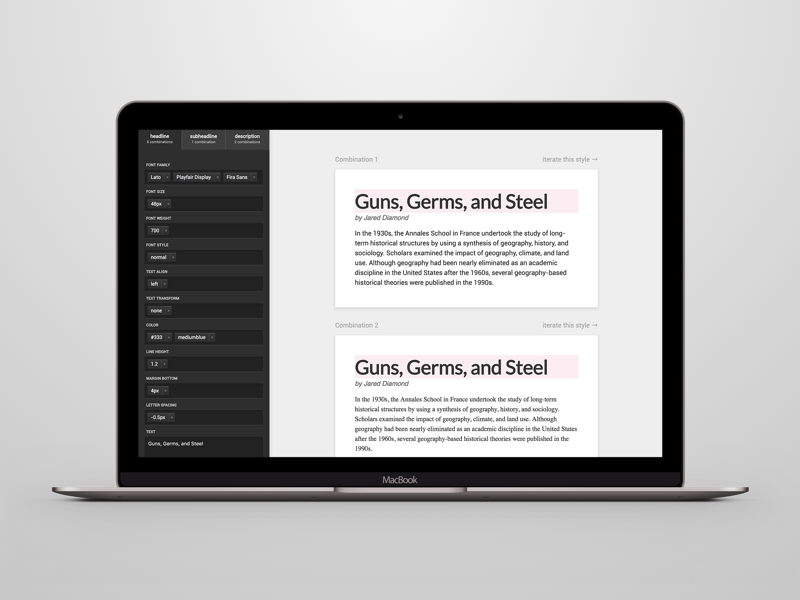 headline
6 combinations
subheadline
1 combination
description
2 combinations
FONT FAMILY
Lato
Playfair Display
Fira Sans
FONT SIZE
48px
FONT WEIGHT
700
FONT STYLE
normal
TEXT ALIGN
left
TEXT TRANSFORM
none
COLOR
#333
mediumblue
LINE HEIGHT
1.2
MARGIN BOTTOM
4px
LETTER SPACING
-0.5px
TEXT
Guns, Germs, and Steel
Combination 1
iterate this style →
Guns, Germs, and Steel
by Jared Diamond
In the 1930s, the Annales School in France undertook the study of long-
term historical structures by using a synthesis of geography, history, and
sociology. Scholars examined the impact of geography, climate, and land
use. Although geography had been nearly eliminated as an academic
discipline in the United States after the 1960s, several geography-based
historical theories were published in the 1990s.
Combination 2
iterate this style →
Guns, Germs, and Steel
by Jared Diamond
In the 1930s, the Annales School in France undertook the study of long-term
historical structures by using a synthesis of geography, history, and sociology.
Scholars examined the impact of geography, climate, and land use. Although
geography had been nearly eliminated as an academic discipline in the United States
after the 1960s, several geography-based historical theories were published in the
1990s.
MacBook